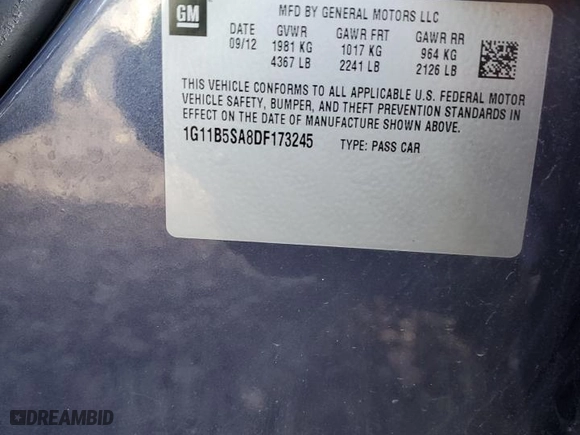 GM
MFD BY GENERAL MOTORS LLC
DATE GVWR GAWR FRT GAWR RR
09/12 1981 KG 1017 KG 964 KG
4367 LB 2241 LB 2126 LB
THIS VEHICLE CONFORMS TO ALL APPLICABLE U.S. FEDERAL MOTOR
VEHICLE SAFETY, BUMPER, AND THEFT PREVENTION STANDARDS IN
EFFECT ON THE DATE OF MANUFACTURE SHOWN ABOVE.
1G11B5SA8DF173245 TYPE: PASS CAR
DREAMBID